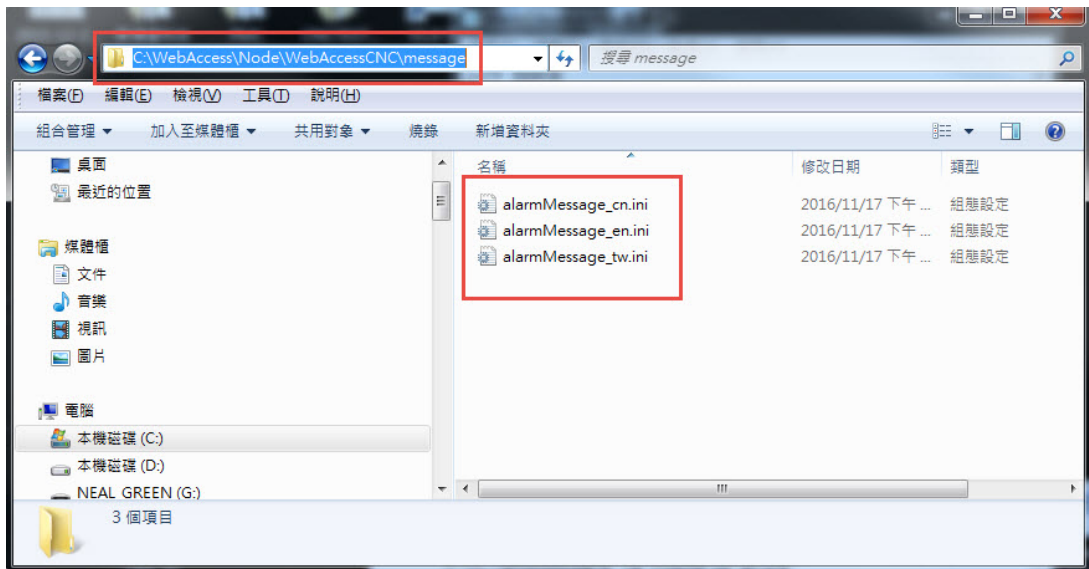 C:\WebAccess\Node\WebAccessCNC\message
搜尋 message
檔案(F) 編輯(E) 檢視(V) 工具(T) 說明(H)
組合管理 加入至媒體櫃 共用對象 燒錄 新增資料夾
桌面
最近的位置
媒體櫃
文件
音樂
視訊
圖片
電腦
本機磁碟 (C:)
本機磁碟 (D:)
NEAL GREEN (G:)
名稱 修改日期 類型
alarmMessage_cn.ini 2016/11/17 下午 ... 組態設定
alarmMessage_en.ini 2016/11/17 下午 ... 組態設定
alarmMessage_tw.ini 2016/11/17 下午 ... 組態設定
3 個項目